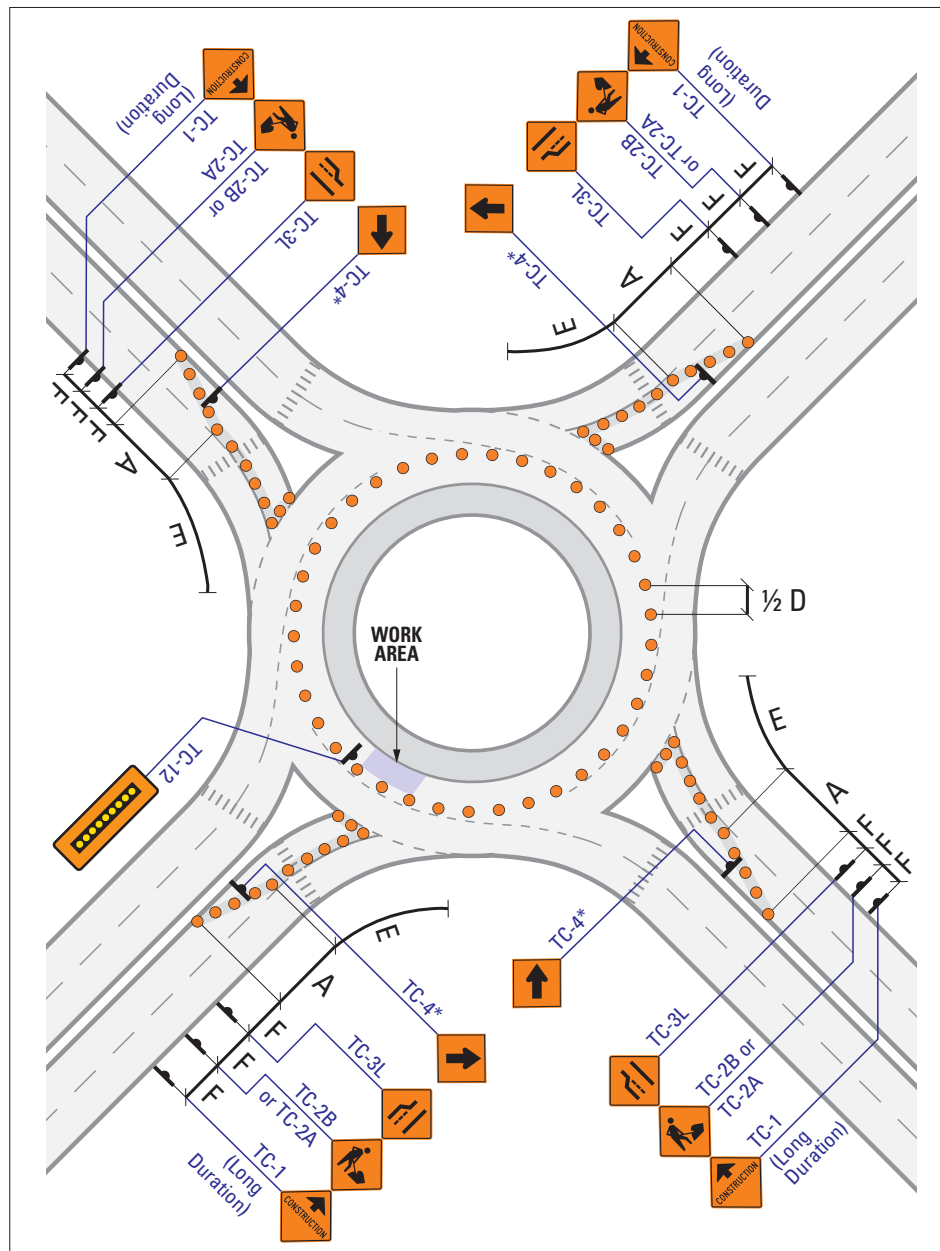 CONSTRUCTION
TC-1
(Long
Duration)
TC-2B or
TC-2A
TC-3L
TC-4*
F
F
F
A
E
CONSTRUCTION
TC-1
(Long
Duration)
TC-2B
or TC-2A
TC-3L
TC-4*
F
F
F
A
E
½ D
WORK
AREA
TC-12
E
A
F
F
F
TC-4*
TC-3L
TC-2B or
TC-2A
TC-1
(Long
Duration)
CONSTRUCTION
E
A
F
F
F
TC-4*
TC-3L
TC-2B
or TC-2A
TC-1
(Long
Duration)
CONSTRUCTION